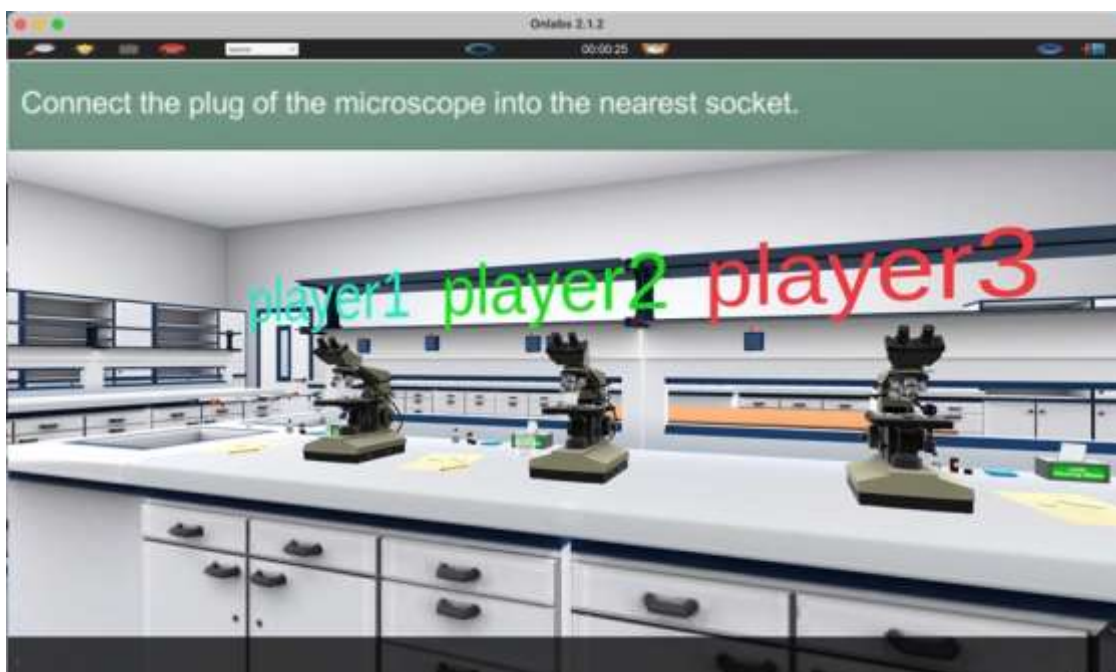 Onlabs 2.1.2
00:00:25
Connect the plug of the microscope into the nearest socket.
player1 player2 player3